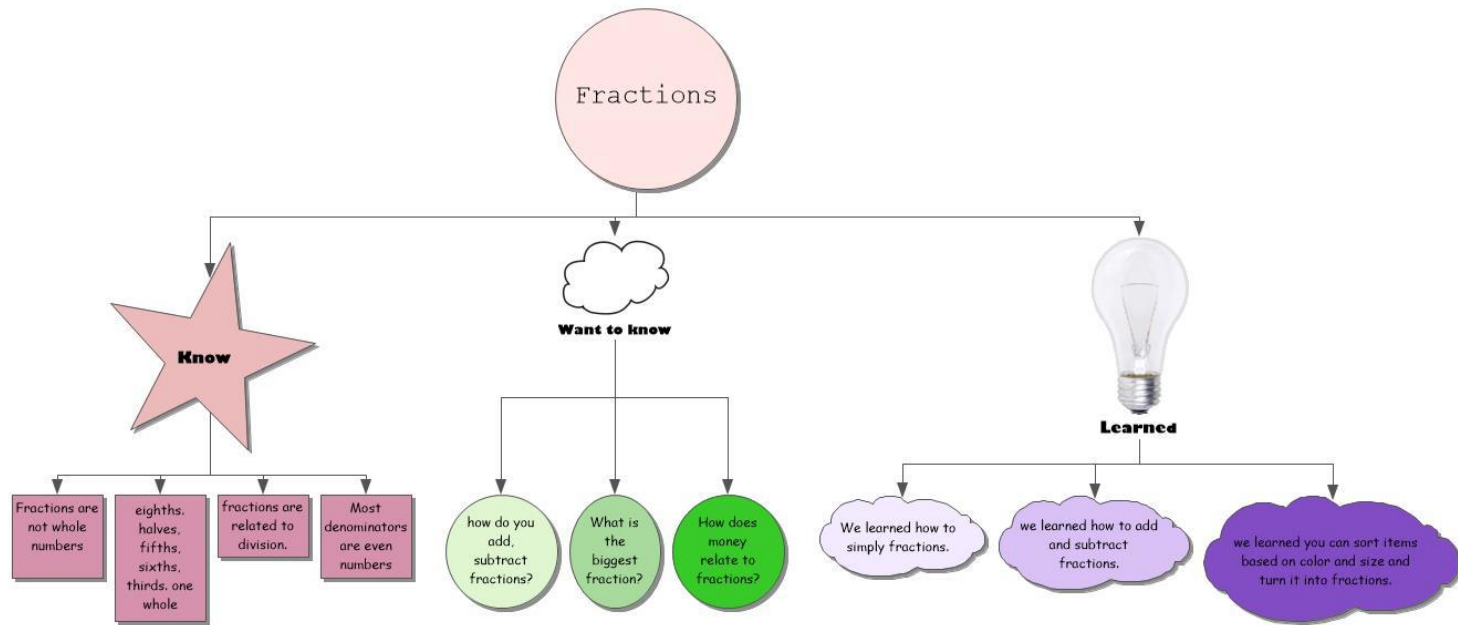 Fractions
Know
Want to know
Learned
Fractions are
not whole
numbers
eighths.
halves,
fifths,
sixths,
thirds. one
whole
fractions are
related to
division.
Most
denominators
are even
numbers
how do you
add,
subtract
fractions?
What is
the
biggest
fraction?
How does
money
relate to
fractions?
We learned how to
simply fractions.
we learned how to add
and subtract
fractions.
we learned you can sort items
based on color and size and
turn it into fractions.